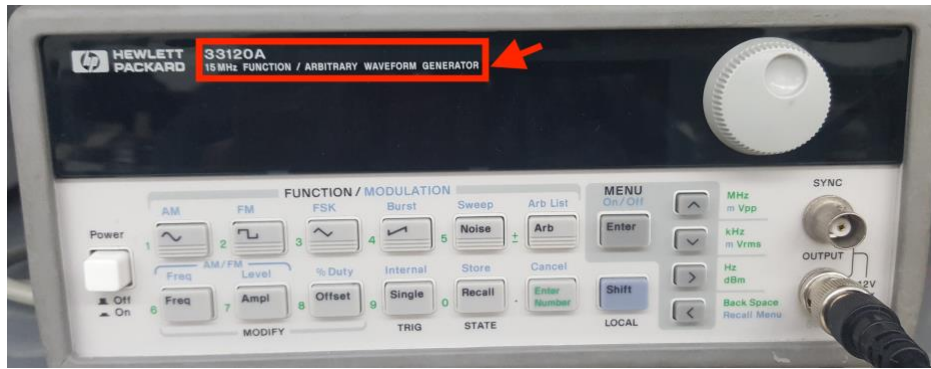 HEWLETT
PACKARD
33120A
15 MHz FUNCTION / ARBITRARY WAVEFORM GENERATOR
FUNCTION / MODULATION
MENU
On/Off
SYNC
AM
FM
FSK
Burst
Sweep
Arb List
Power
1
2
3
4
5 Noise
± Arb
Enter
MHz
m Vpp
kHz
m Vrms
OUTPUT
AM/FM
Freq
Level
% Duty
Internal
Store
Cancel
Hz
dBm
Off
On
6 Freq
7 Ampl
8 Offset
9 Single
0 Recall
. Enter
Number
Shift
Back Space
Recall Menu
MODIFY
TRIG
STATE
LOCAL